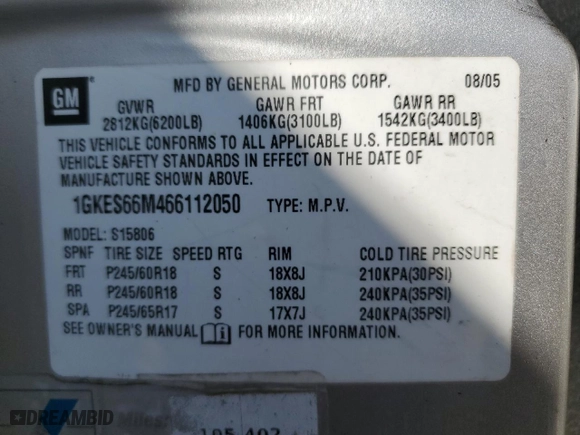 GM
MFD BY GENERAL MOTORS CORP. 08/05
GVWR GAWR FRT GAWR RR
2812KG(6200LB) 1406KG(3100LB) 1542KG(3400LB)
THIS VEHICLE CONFORMS TO ALL APPLICABLE U.S. FEDERAL MOTOR
VEHICLE SAFETY STANDARDS IN EFFECT ON THE DATE OF
MANUFACTURE SHOWN ABOVE.
1GKES66M466112050 TYPE: M.P.V.
MODEL: S15806
SPNF TIRE SIZE SPEED RTG RIM COLD TIRE PRESSURE
FRT P245/60R18 S 18X8J 210KPA(30PSI)
RR P245/60R18 S 18X8J 240KPA(35PSI)
SPA P245/65R17 S 17X7J 240KPA(35PSI)
SEE OWNER'S MANUAL FOR MORE INFORMATION.
DREAMBID